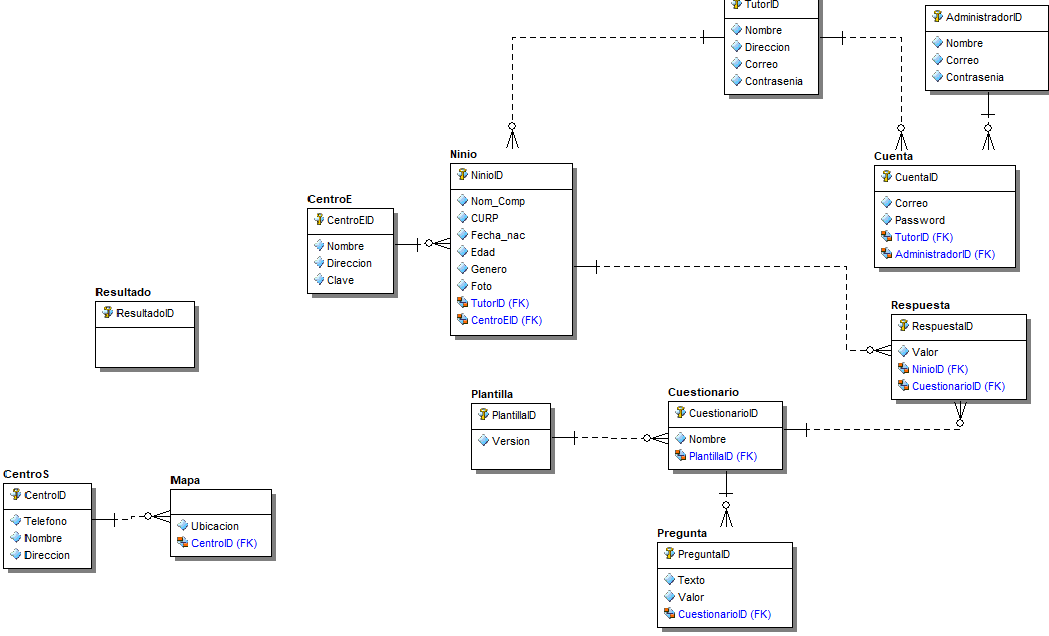 TutorID
Nombre
Direccion
Correo
Contrasenia
AdministradorID
Nombre
Correo
Contrasenia
Cuenta
CuentaID
Correo
Password
TutorID (FK)
AdministradorID (FK)
Ninio
NinioID
Nom_Comp
CURP
Fecha_nac
Edad
Genero
Foto
TutorID (FK)
CentroEID (FK)
CentroE
CentroEID
Nombre
Direccion
Clave
Resultado
ResultadoID
Respuesta
RespuestaID
Valor
NinioID (FK)
CuestionarioID (FK)
Plantilla
PlantillaID
Version
Cuestionario
CuestionarioID
Nombre
PlantillaID (FK)
CentroS
CentroID
Telefono
Nombre
Direccion
Mapa
Ubicacion
CentroID (FK)
Pregunta
PreguntaID
Texto
Valor
CuestionarioID (FK)